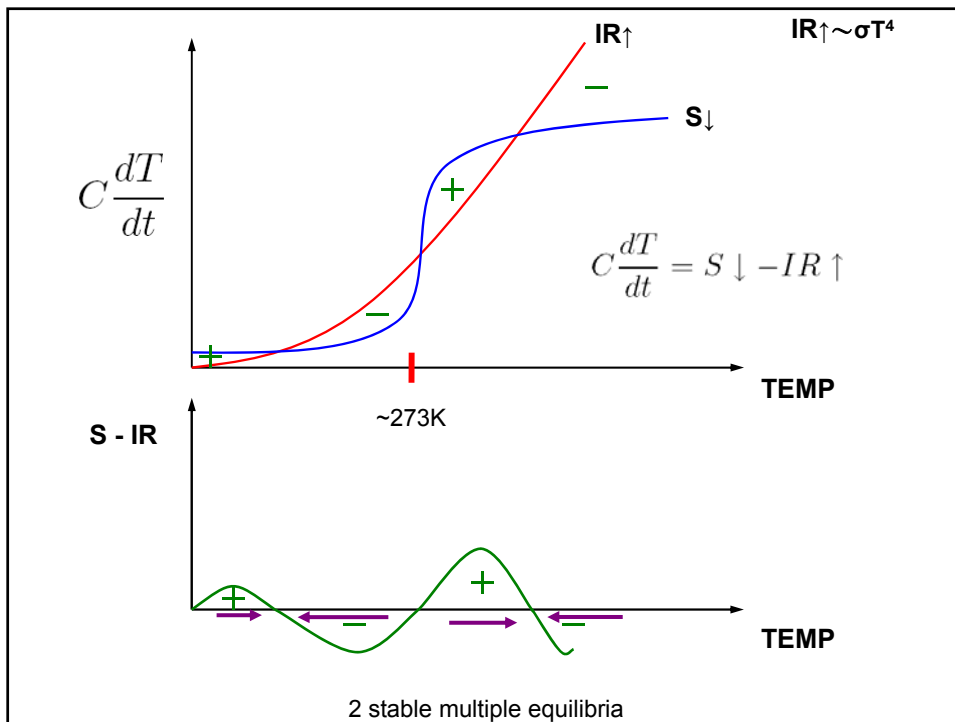 IR↑
IR↑~σT⁴
−
S↓
C dT/dt
+
C dT/dt = S ↓ −IR ↑
−
+
TEMP
~273K
S - IR
+
+
−
−
TEMP
2 stable multiple equilibria